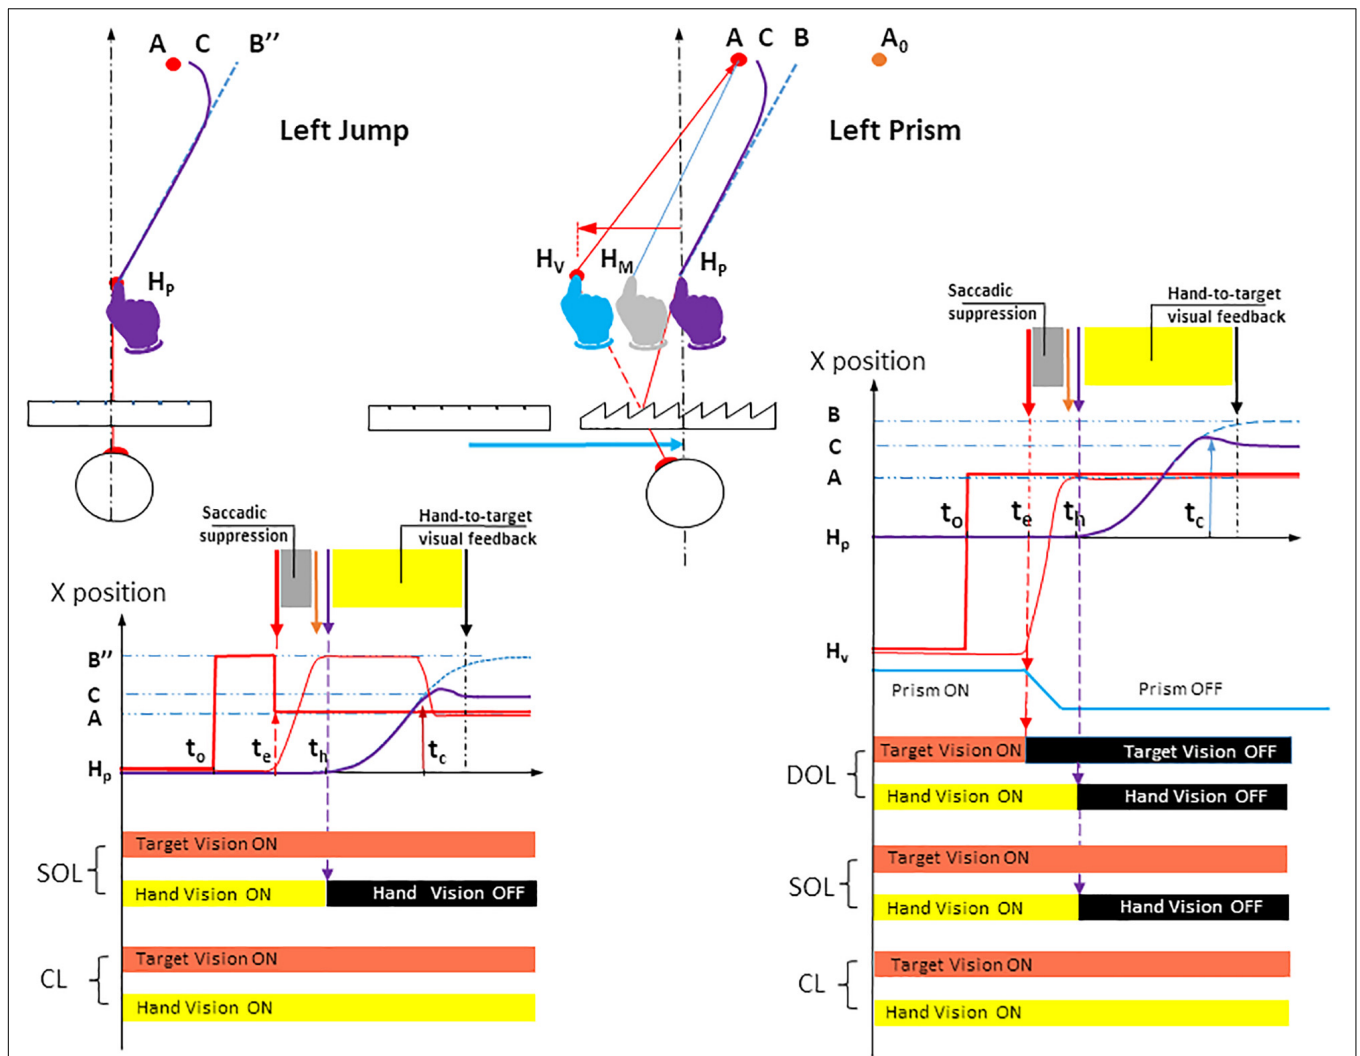 A C B’’
Left Jump
Hp
A C B A0
Left Prism
HV HM Hp
Saccadic
suppression
Hand-to-target
visual feedback
X position
B’’
C
A
Hp
to te th tc
SOL
Target Vision ON
Hand Vision ON Hand Vision OFF
CL
Target Vision ON
Hand Vision ON
Saccadic
suppression
Hand-to-target
visual feedback
X position
B
C
A
Hp
Hv
to te th tc
Prism ON Prism OFF
DOL
Target Vision ON Target Vision OFF
Hand Vision ON Hand Vision OFF
SOL
Target Vision ON
Hand Vision ON Hand Vision OFF
CL
Target Vision ON
Hand Vision ON